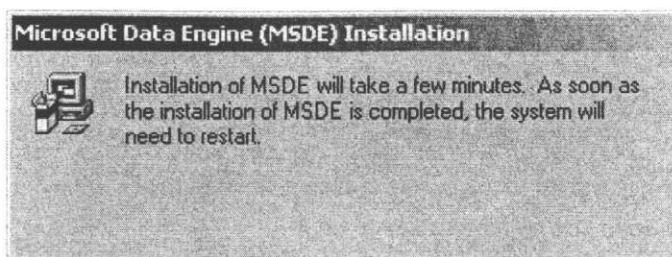 Microsoft Data Engine (MSDE) Installation
Installation of MSDE will take a few minutes. As soon as
the installation of MSDE is completed, the system will
need to restart.